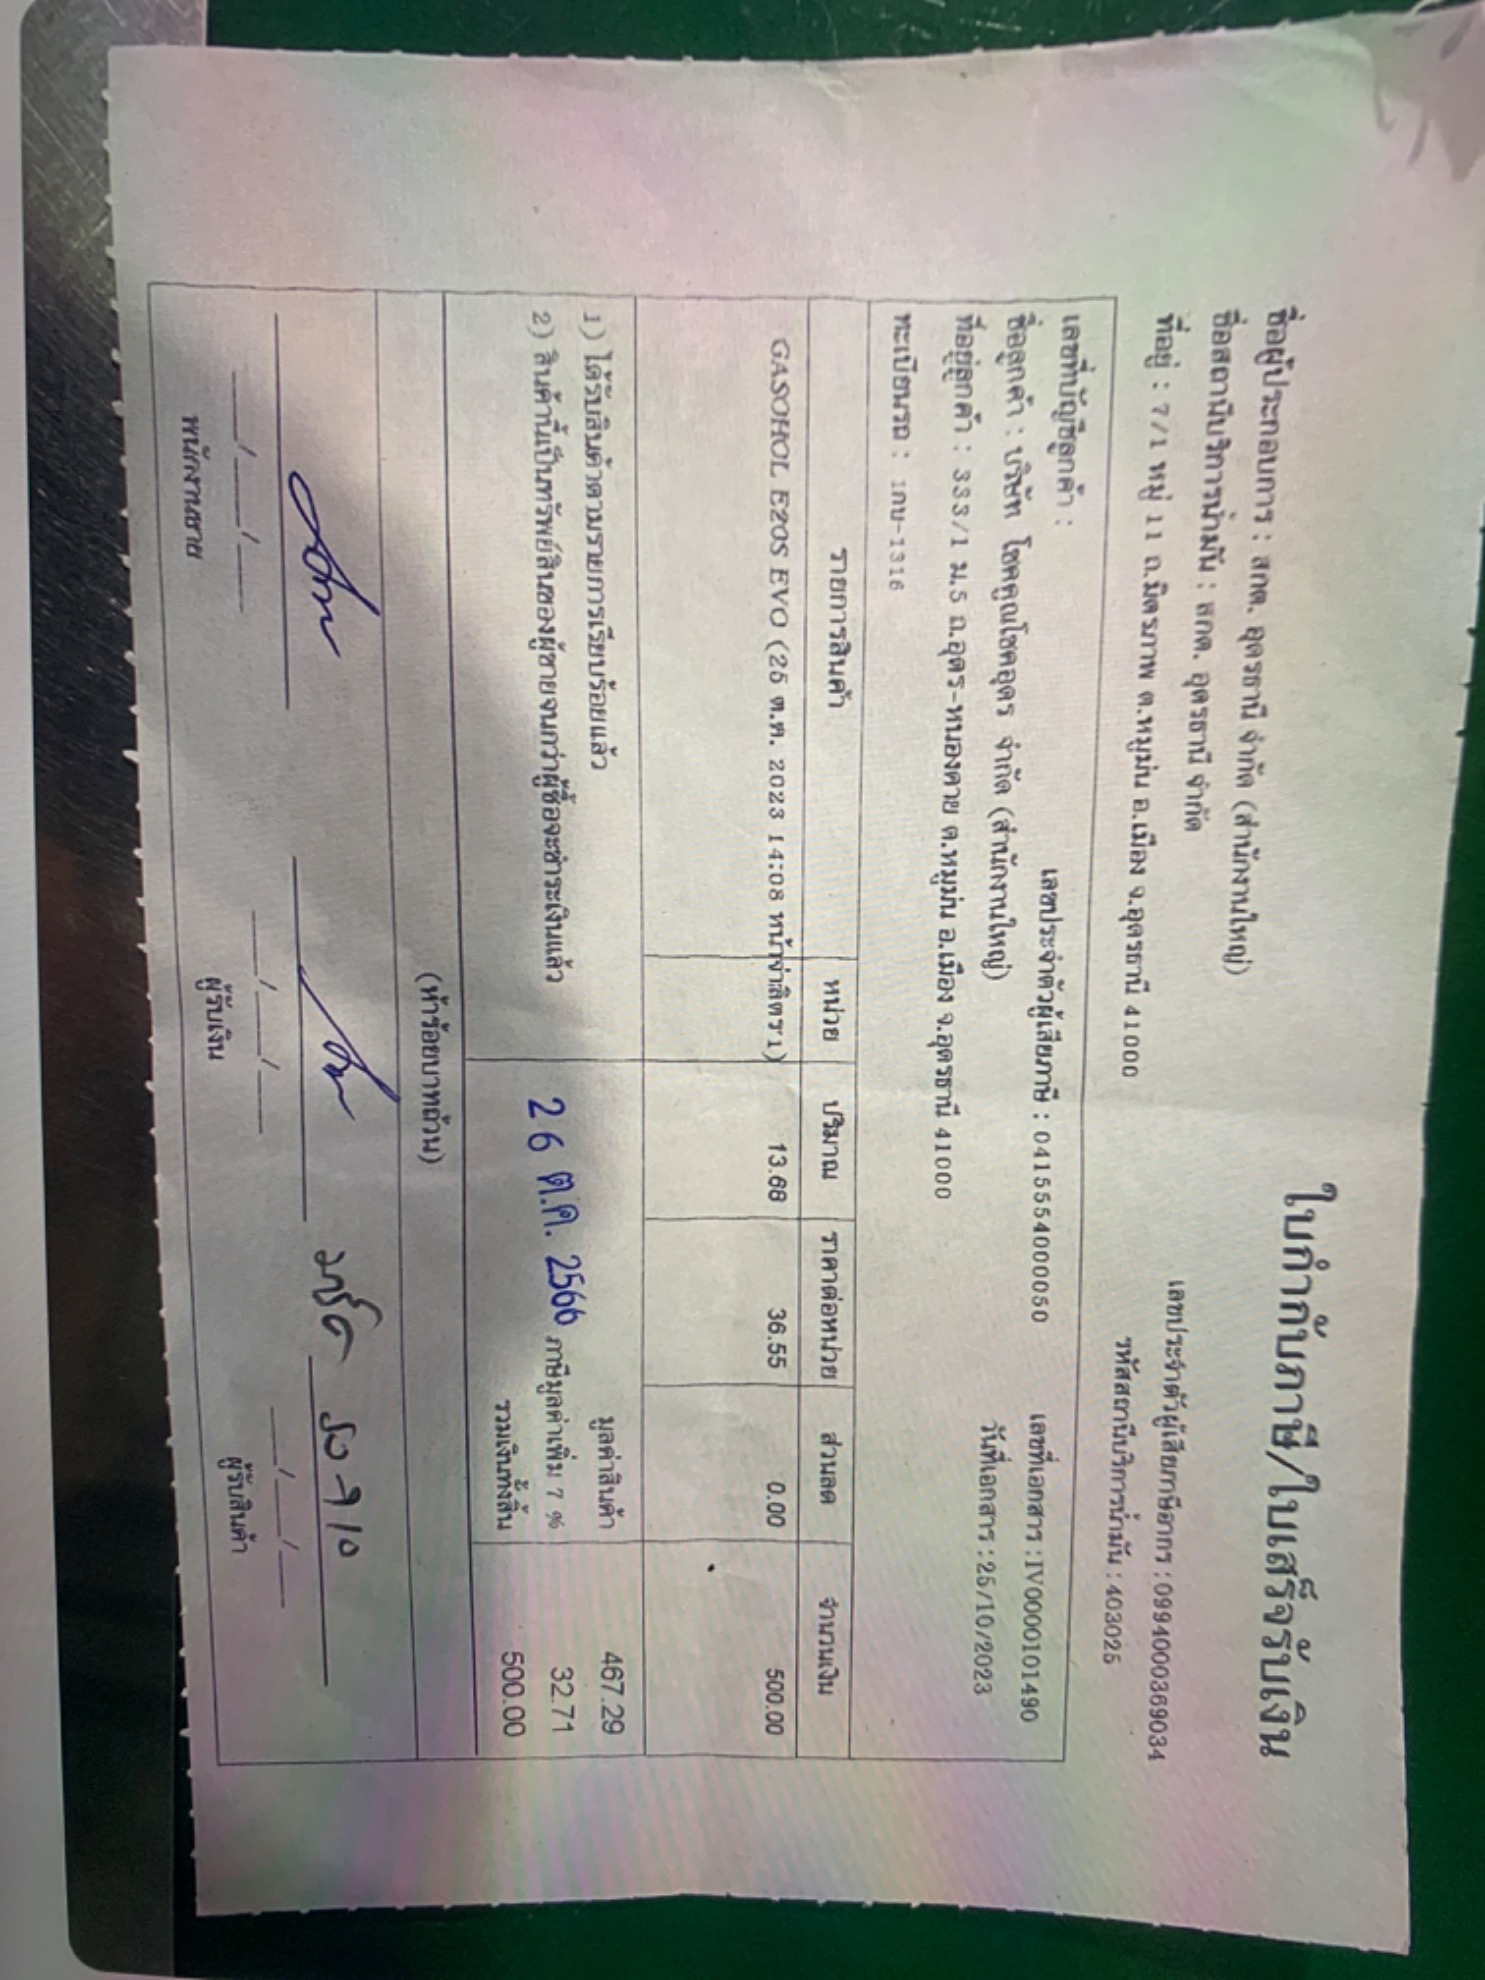 ใบกำกับภาษี/ใบเสร็จรับเงิน
ชื่อผู้ประกอบการ : สกต. อุดรธานี จำกัด (สำนักงานใหญ่)
เลขประจำตัวผู้เสียภาษีอากร : 0994000369034
ชื่อสถานีบริการน้ำมัน : สกต. อุดรธานี จำกัด
รหัสสถานีบริการน้ำมัน : 403025
ที่อยู่ : 7/1 หมู่ 11 ถ.มิตรภาพ ต.หมูม่น อ.เมือง จ.อุดรธานี 41000
เลขที่บัญชีลูกค้า :
เลขประจำตัวผู้เสียภาษี : 0415554000050
เลขที่เอกสาร : IV0000101490
ชื่อลูกค้า : บริษัท โชคคูณโชคอุดร จำกัด (สำนักงานใหญ่)
วันที่เอกสาร : 25/10/2023
ที่อยู่ลูกค้า : 333/1 ม.5 ถ.อุดร-หนองคาย ต.หมูม่น อ.เมือง จ.อุดรธานี 41000
ทะเบียนรถ : 1กบ-1316
รายการสินค้า หน่วย ปริมาณ ราคาต่อหน่วย ส่วนลด จำนวนเงิน
GASOHOL E20S EVO (25 ต.ค. 2023 14:08 หน้าจ่าย 1) ลิตร 13.68 36.55 0.00 500.00
1) ได้รับสินค้าตามรายการเรียบร้อยแล้ว
มูลค่าสินค้า 467.29
2) สินค้านี้เป็นทรัพย์สินของผู้ขายจนกว่าผู้ซื้อจะชำระเงินแล้ว
26 ต.ค. 2566
ภาษีมูลค่าเพิ่ม 7 % 32.71
รวมเงินทั้งสิ้น 500.00
(ห้าร้อยบาทถ้วน)
__/__/__ __/__/__ __/__/__
พนักงานขาย ผู้รับเงิน ผู้รับสินค้า